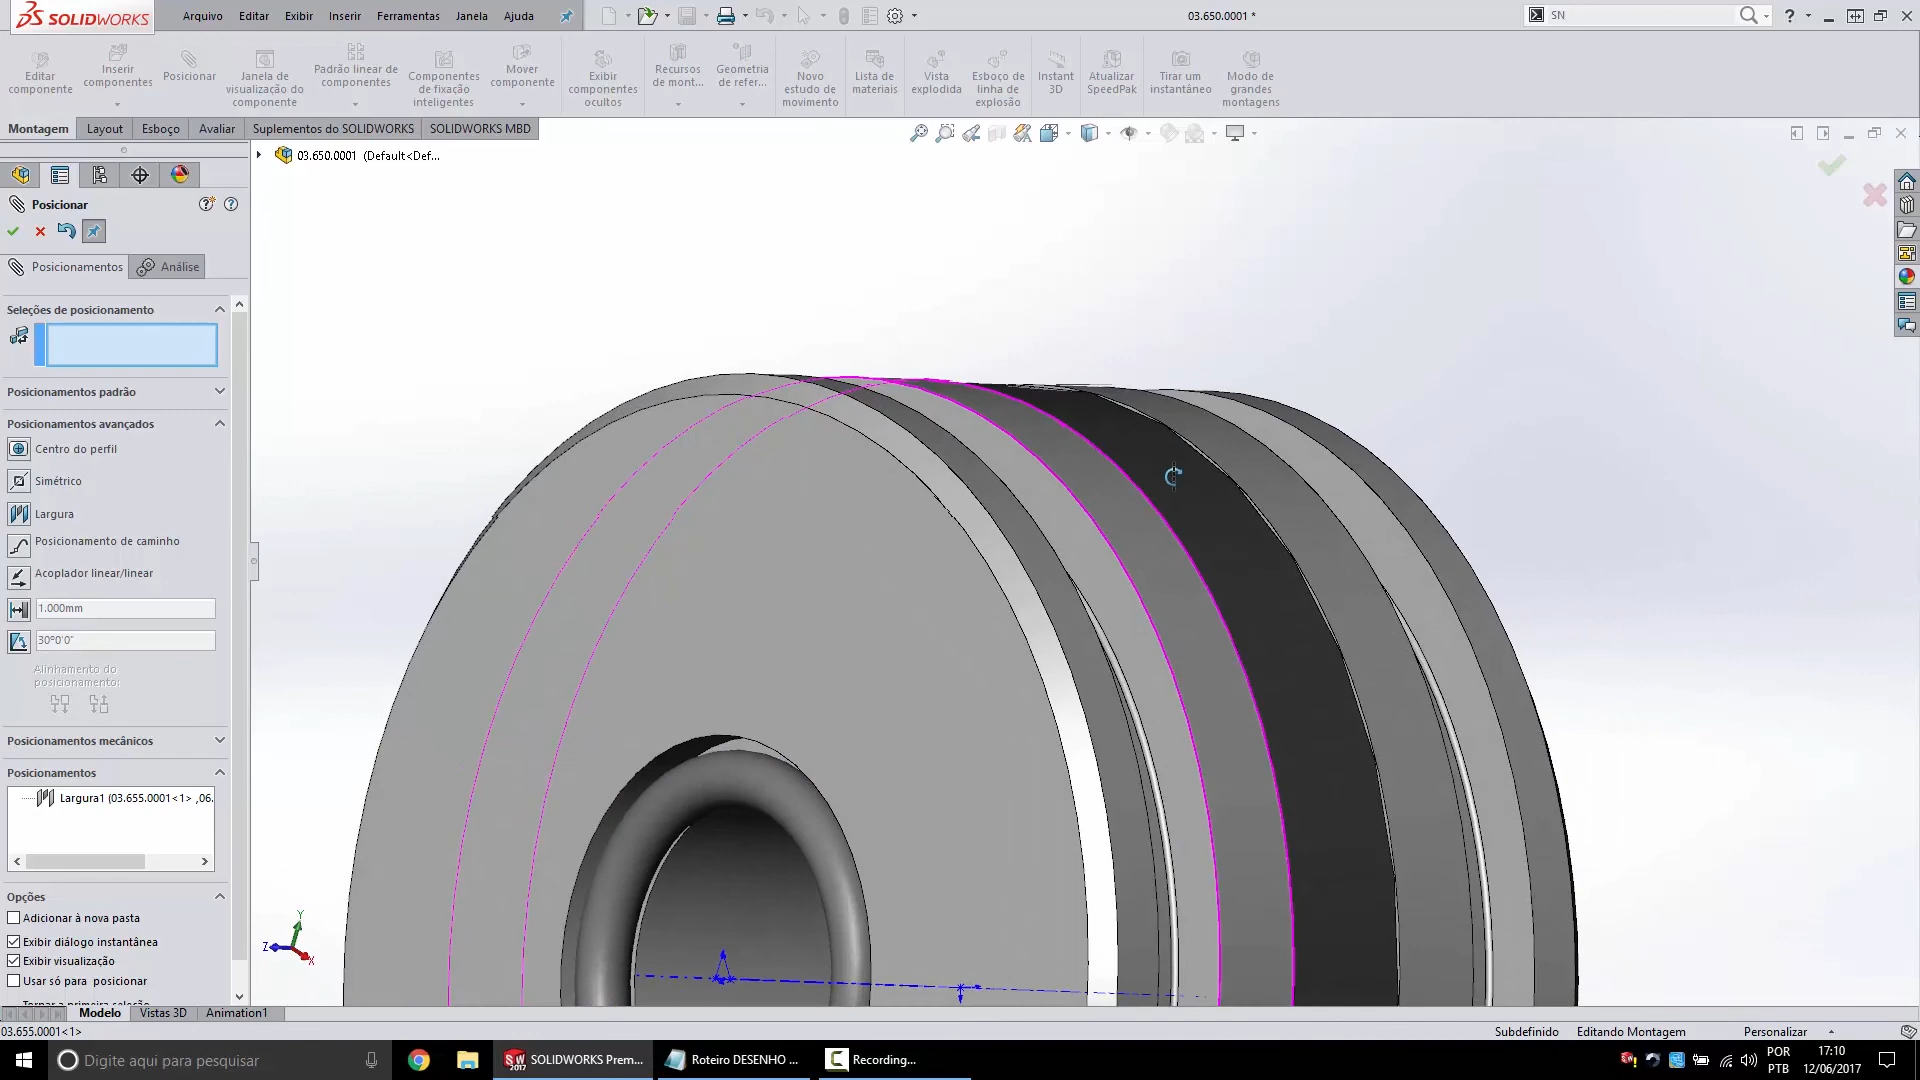 SOLIDWORKS
Arquivo Editar Exibir Inserir Ferramentas Janela Ajuda
03.650.0001 *
SN
Editar componente
Inserir componentes
Posicionar
Janela de visualização do componente
Padrão linear de componentes
Componentes de fixação inteligentes
Mover componente
Exibir componentes ocultos
Recursos de mont...
Geometria de refer...
Novo estudo de movimento
Lista de materiais
Vista explodida
Esboço de linha de explosão
Instant 3D
Atualizar SpeedPak
Tirar um instantâneo
Modo de grandes montagens
Montagem Layout Esboço Avaliar Suplementos do SOLIDWORKS SOLIDWORKS MBD
03.650.0001 (Default<Def...
Posicionar
Posicionamentos Análise
Seleções de posicionamento
Posicionamentos padrão
Posicionamentos avançados
Centro do perfil
Simétrico
Largura
Posicionamento de caminho
Acoplador linear/linear
1.000mm
30°0'0"
Alinhamento do
posicionamento:
Posicionamentos mecânicos
Posicionamentos
Largura1 (03.655.0001<1> ,06.
Opções
Adicionar à nova pasta
Exibir diálogo instantânea
Exibir visualização
Usar só para posicionar
Y
Z
X
Modelo Vistas 3D Animation1
03.655.0001<1>
Subdefinido Editando Montagem Personalizar
Digite aqui para pesquisar
SW 2017
SOLIDWORKS Prem...
Roteiro DESENHO ...
Recording...
POR
PTB
17:10
12/06/2017